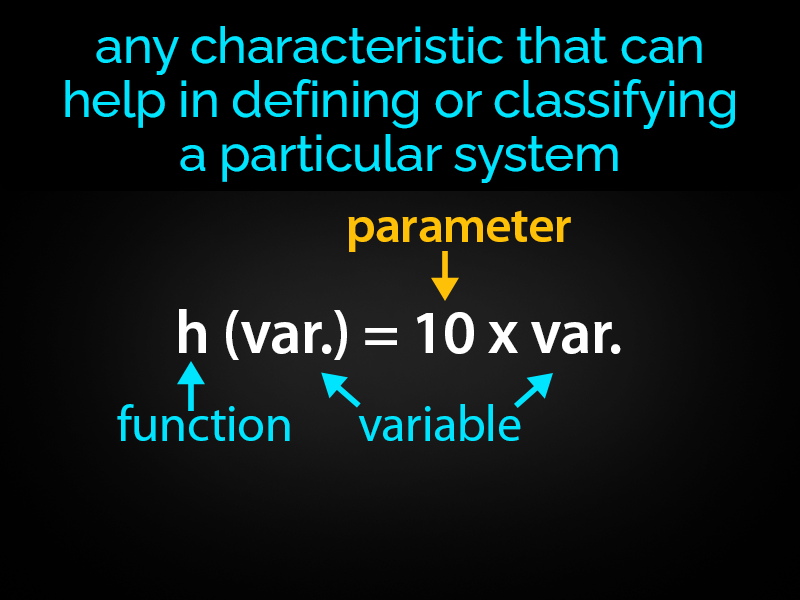 any characteristic that can
help in defining or classifying
a particular system
parameter
h (var.) = 10 x var.
function variable